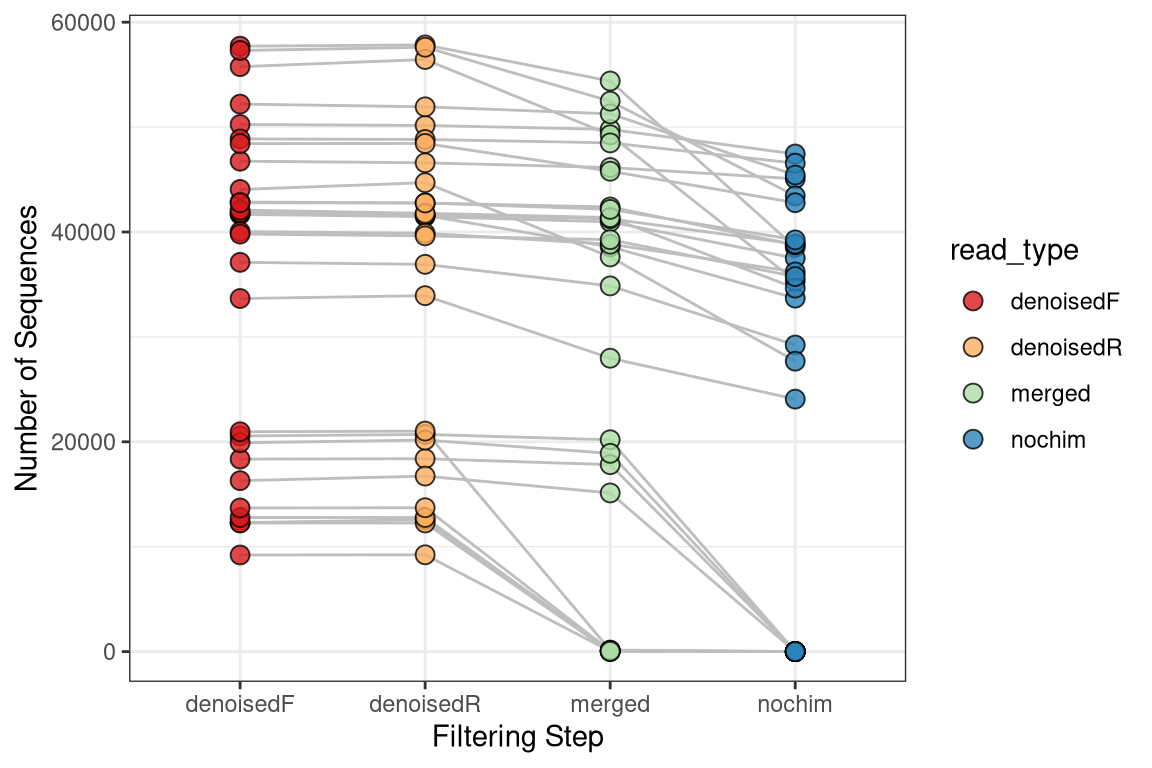 60000
40000
20000
0
Number of Sequences
denoisedF
denoisedR
merged
nochim
Filtering Step
read_type
denoisedF
denoisedR
merged
nochim